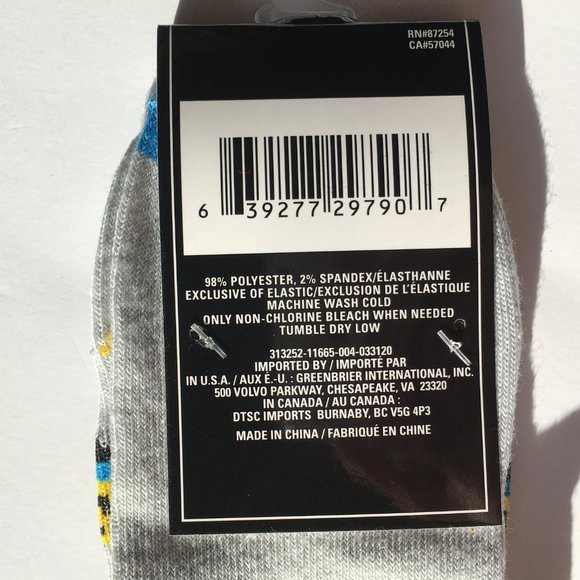 RN#87254
CA#57044
6 39277 29790 7
98% POLYESTER, 2% SPANDEX/ÉLASTHANNE
EXCLUSIVE OF ELASTIC/EXCLUSION DE L'ÉLASTIQUE
MACHINE WASH COLD
ONLY NON-CHLORINE BLEACH WHEN NEEDED
TUMBLE DRY LOW
313252-11665-004-033120
IMPORTED BY / IMPORTÉ PAR
IN U.S.A. / AUX É.-U. : GREENBRIER INTERNATIONAL, INC.
500 VOLVO PARKWAY, CHESAPEAKE, VA 23320
IN CANADA / AU CANADA :
DTSC IMPORTS BURNABY, BC V5G 4P3
MADE IN CHINA / FABRIQUÉ EN CHINE